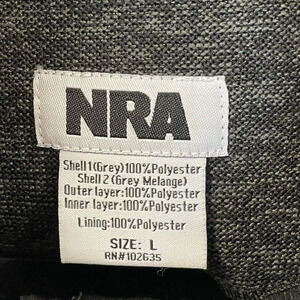 NRA
Shell1(Grey)100%Polyester
Shell 2 (Grey Melange)
Outer layer:100%Polyester
Inner layer:100%Polyester
Lining:100%Polyester
SIZE: L
RN#102635